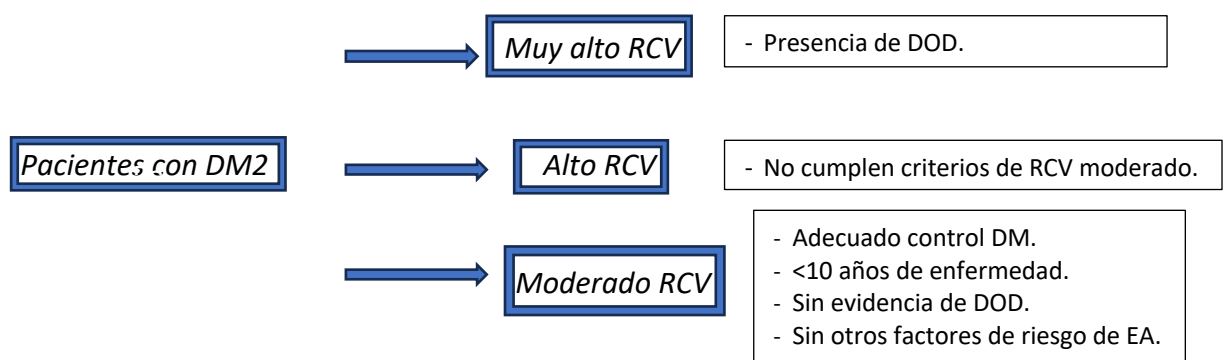 Muy alto RCV
- Presencia de DOD.
Pacientes con DM2
Alto RCV
- No cumplen criterios de RCV moderado.
Moderado RCV
- Adecuado control DM.
- <10 años de enfermedad.
- Sin evidencia de DOD.
- Sin otros factores de riesgo de EA.